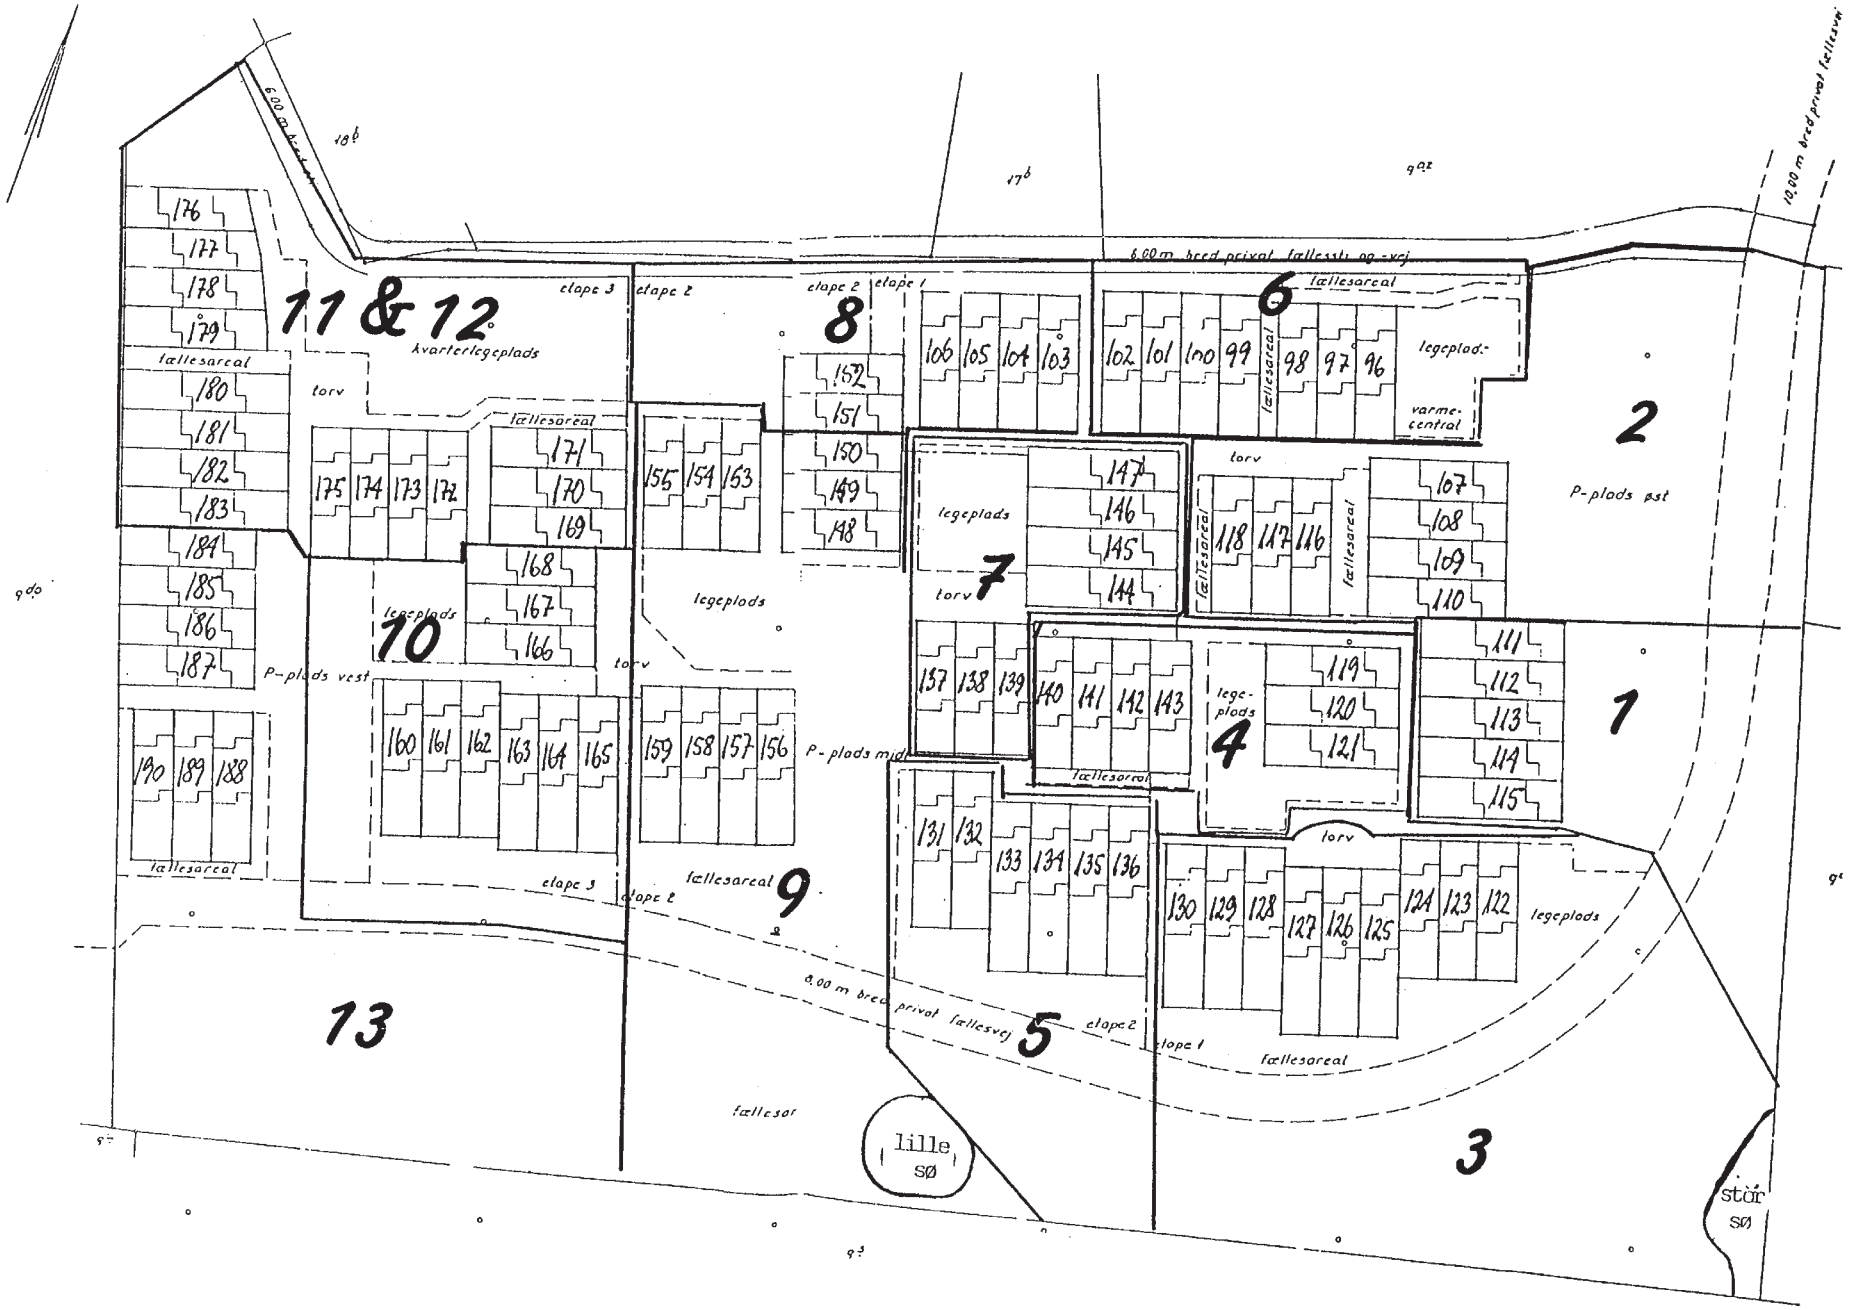 10.00 m bred privat fællesvej
6.00 m bred
18b
17b
9az
6.00 m bred privat fællessti og -vej
176
177
178
179
fællesareal
180
181
182
183
11 & 12
kvarterlegeplads
torv
etape 3
etape 2
8
etape 2
etape 1
106
105
104
103
6
fællesareal
102
101
100
99
fællesareal
98
97
96
legeplad-
varme-
central
2
P-plads øst
fællesareal
175
174
173
172
171
170
169
155
154
153
152
151
150
149
148
legeplads
147
146
145
144
7
torv
torv
fællesareal
118
117
116
fællesareal
107
108
109
110
9do
184
185
186
187
P-plads vest
legeplads
10
168
167
166
torv
legeplads
137
138
139
140
141
142
143
fællesareal
lege-
plads
4
119
120
121
111
112
113
114
115
1
190
189
188
fællesareal
160
161
162
163
164
165
159
158
157
156
P-plads midt
131
132
133
134
135
136
torv
130
129
128
127
126
125
124
123
122
legeplads
etape 3
etape 2
fællesareal
9
13
8.00 m bred privat fællesvej
5
etape 2
etape 1
fællesareal
fællesar
lille
sø
3
stor
sø